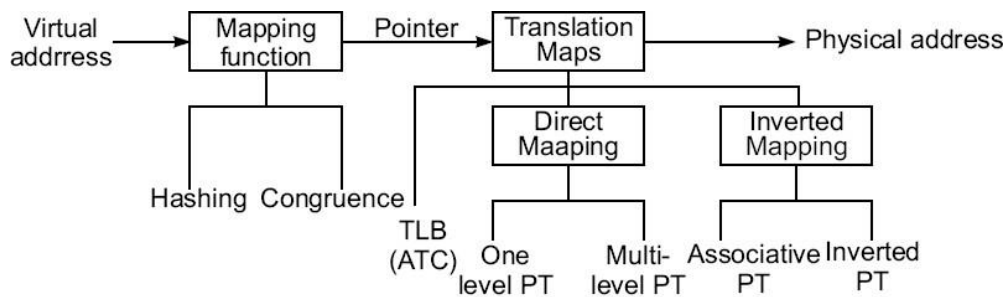 Virtual
addrress
Mapping
function
Pointer
Translation
Maps
Physical address
Direct
Maaping
Inverted
Mapping
Hashing
Congruence
TLB
(ATC)
One
level PT
Multi-
level PT
Associative
PT
Inverted
PT